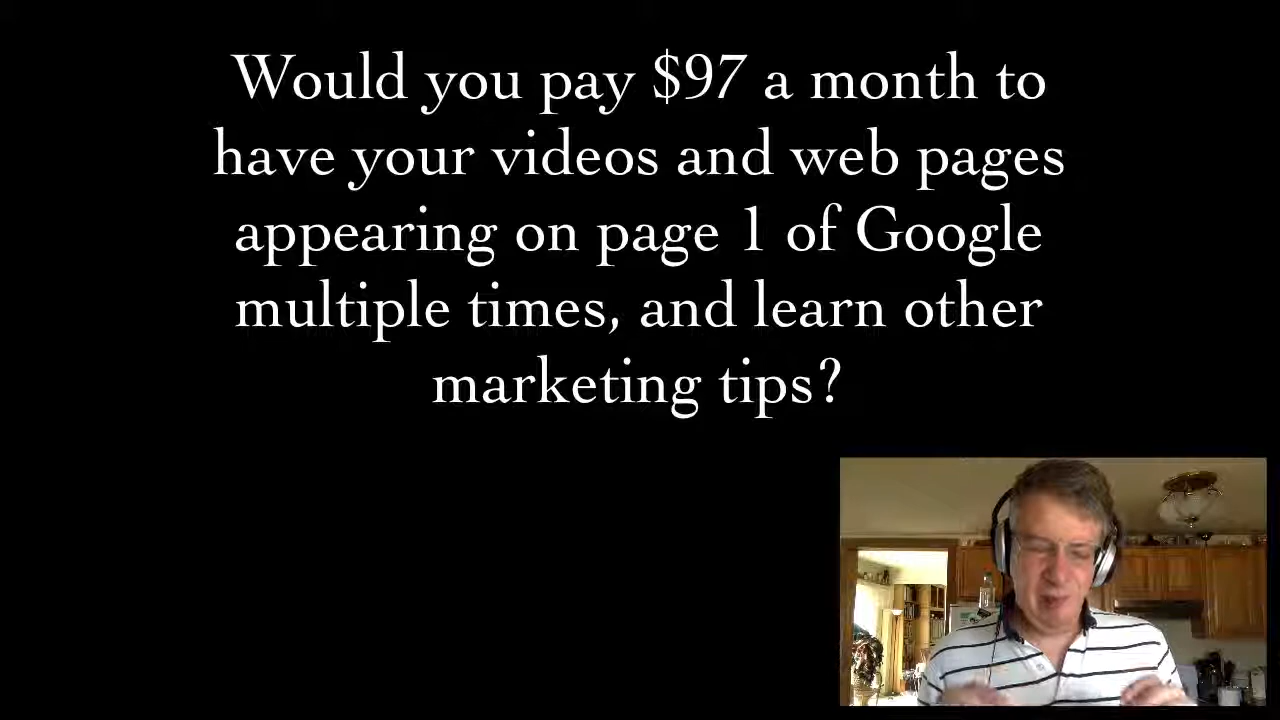 Would you pay $97 a month to
have your videos and web pages
appearing on page 1 of Google
multiple times, and learn other
marketing tips?